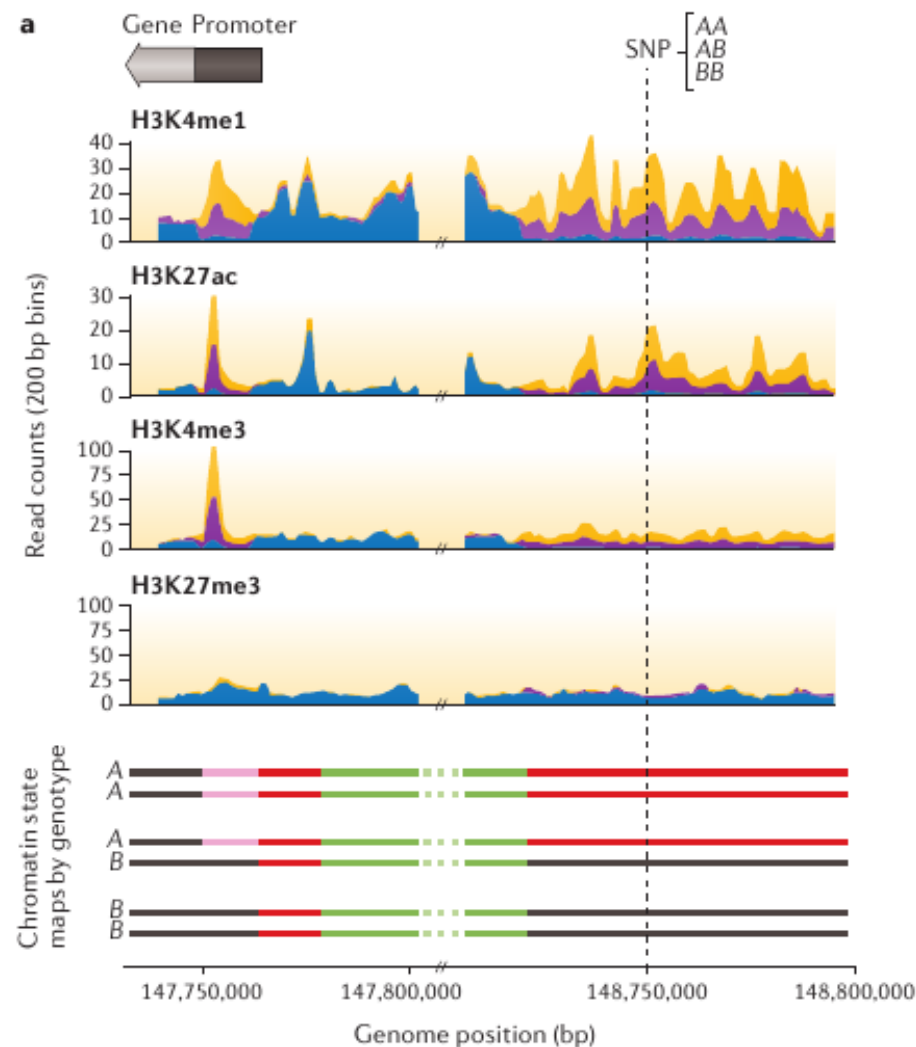 a
Gene Promoter
SNP
AA
AB
BB
H3K4me1
40
30
20
10
0
H3K27ac
30
20
10
0
H3K4me3
100
75
50
25
0
H3K27me3
100
75
50
25
0
Read counts (200 bp bins)
A
A
A
B
B
B
Chromatin state
maps by genotype
147,750,000
147,800,000
148,750,000
148,800,000
Genome position (bp)